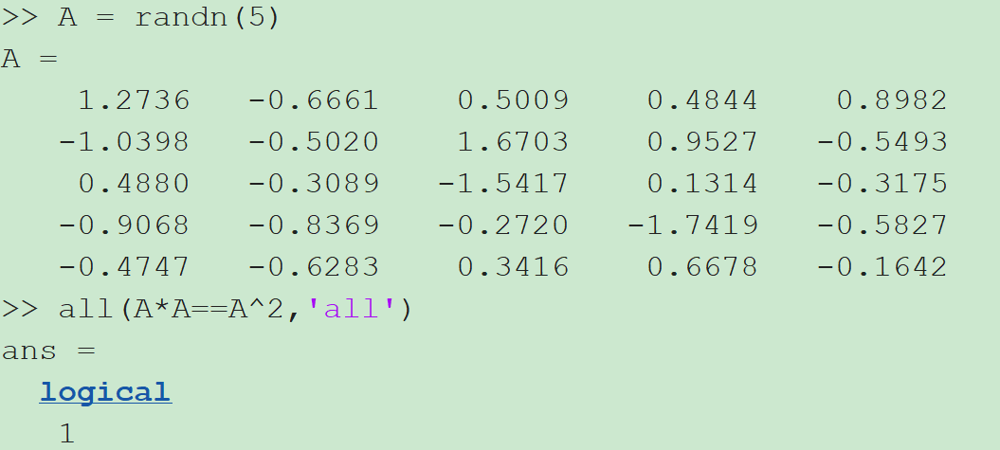 >> A = randn(5)
A =
1.2736 -0.6661 0.5009 0.4844 0.8982
-1.0398 -0.5020 1.6703 0.9527 -0.5493
0.4880 -0.3089 -1.5417 0.1314 -0.3175
-0.9068 -0.8369 -0.2720 -1.7419 -0.5827
-0.4747 -0.6283 0.3416 0.6678 -0.1642
>> all(A*A==A^2,'all')
ans =
logical
1